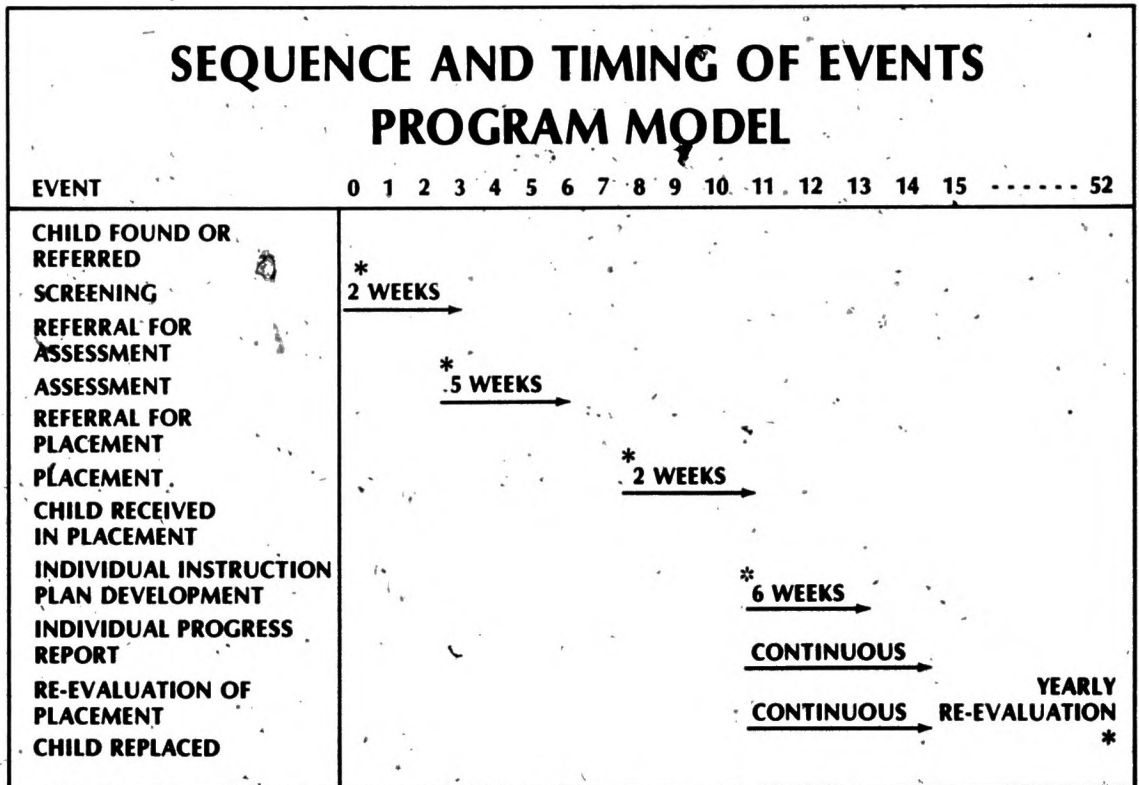 SEQUENCE AND TIMING OF EVENTS
PROGRAM MODEL
EVENT 0 1 2 3 4 5 6 7 8 9 10 11 12 13 14 15 ------- 52
CHILD FOUND OR
REFERRED
*
SCREENING 2 WEEKS
REFERRAL FOR
ASSESSMENT
*
ASSESSMENT 5 WEEKS
REFERRAL FOR
PLACEMENT
*
PLACEMENT 2 WEEKS
CHILD RECEIVED
IN PLACEMENT
INDIVIDUAL INSTRUCTION *
PLAN DEVELOPMENT 6 WEEKS
INDIVIDUAL PROGRESS
REPORT CONTINUOUS
RE-EVALUATION OF YEARLY
PLACEMENT CONTINUOUS RE-EVALUATION
CHILD REPLACED *